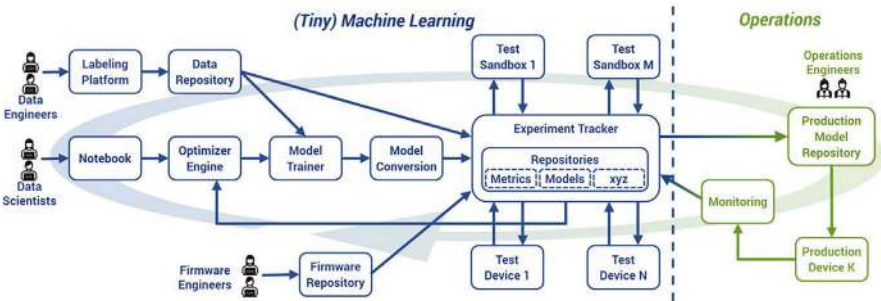 (Tiny) Machine Learning
Operations
Labeling
Platform
Data
Repository
Test
Sandbox 1
Test
Sandbox M
Operations
Engineers
Data
Engineers
Experiment Tracker
Production
Model
Repository
Notebook
Optimizer
Engine
Model
Trainer
Model
Conversion
Repositories
Metrics
Models
xyz
Data
Scientists
Monitoring
Firmware
Engineers
Firmware
Repository
Test
Device 1
Test
Device N
Production
Device K